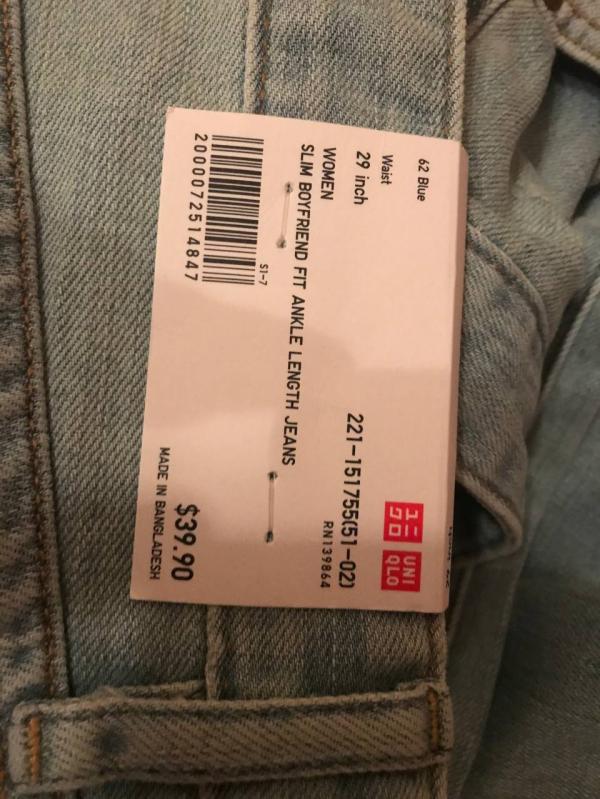 62 Blue
ユニ
クロ
UNI
QLO
Waist
29 inch
221-151755(51-02)
RN139864
WOMEN
SLIM BOYFRIEND FIT ANKLE LENGTH JEANS
S1-7
2000072514847
$39.90
MADE IN BANGLADESH